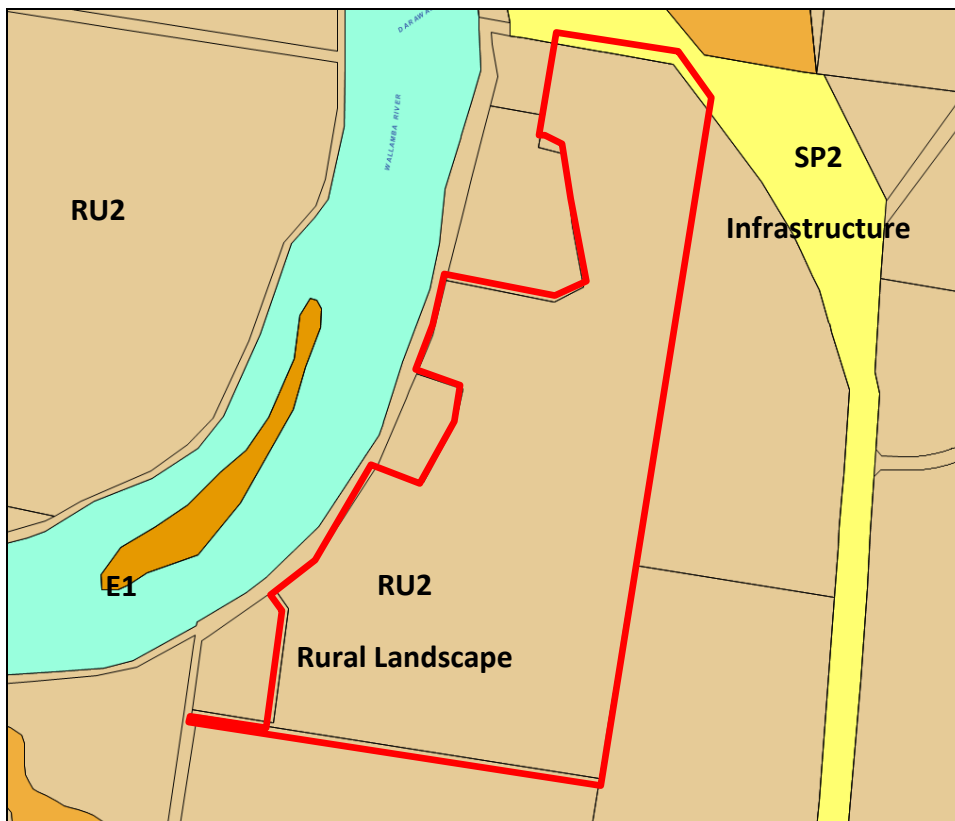 WALLAMBA RIVER
RU2
SP2
Infrastructure
E1
RU2
Rural Landscape